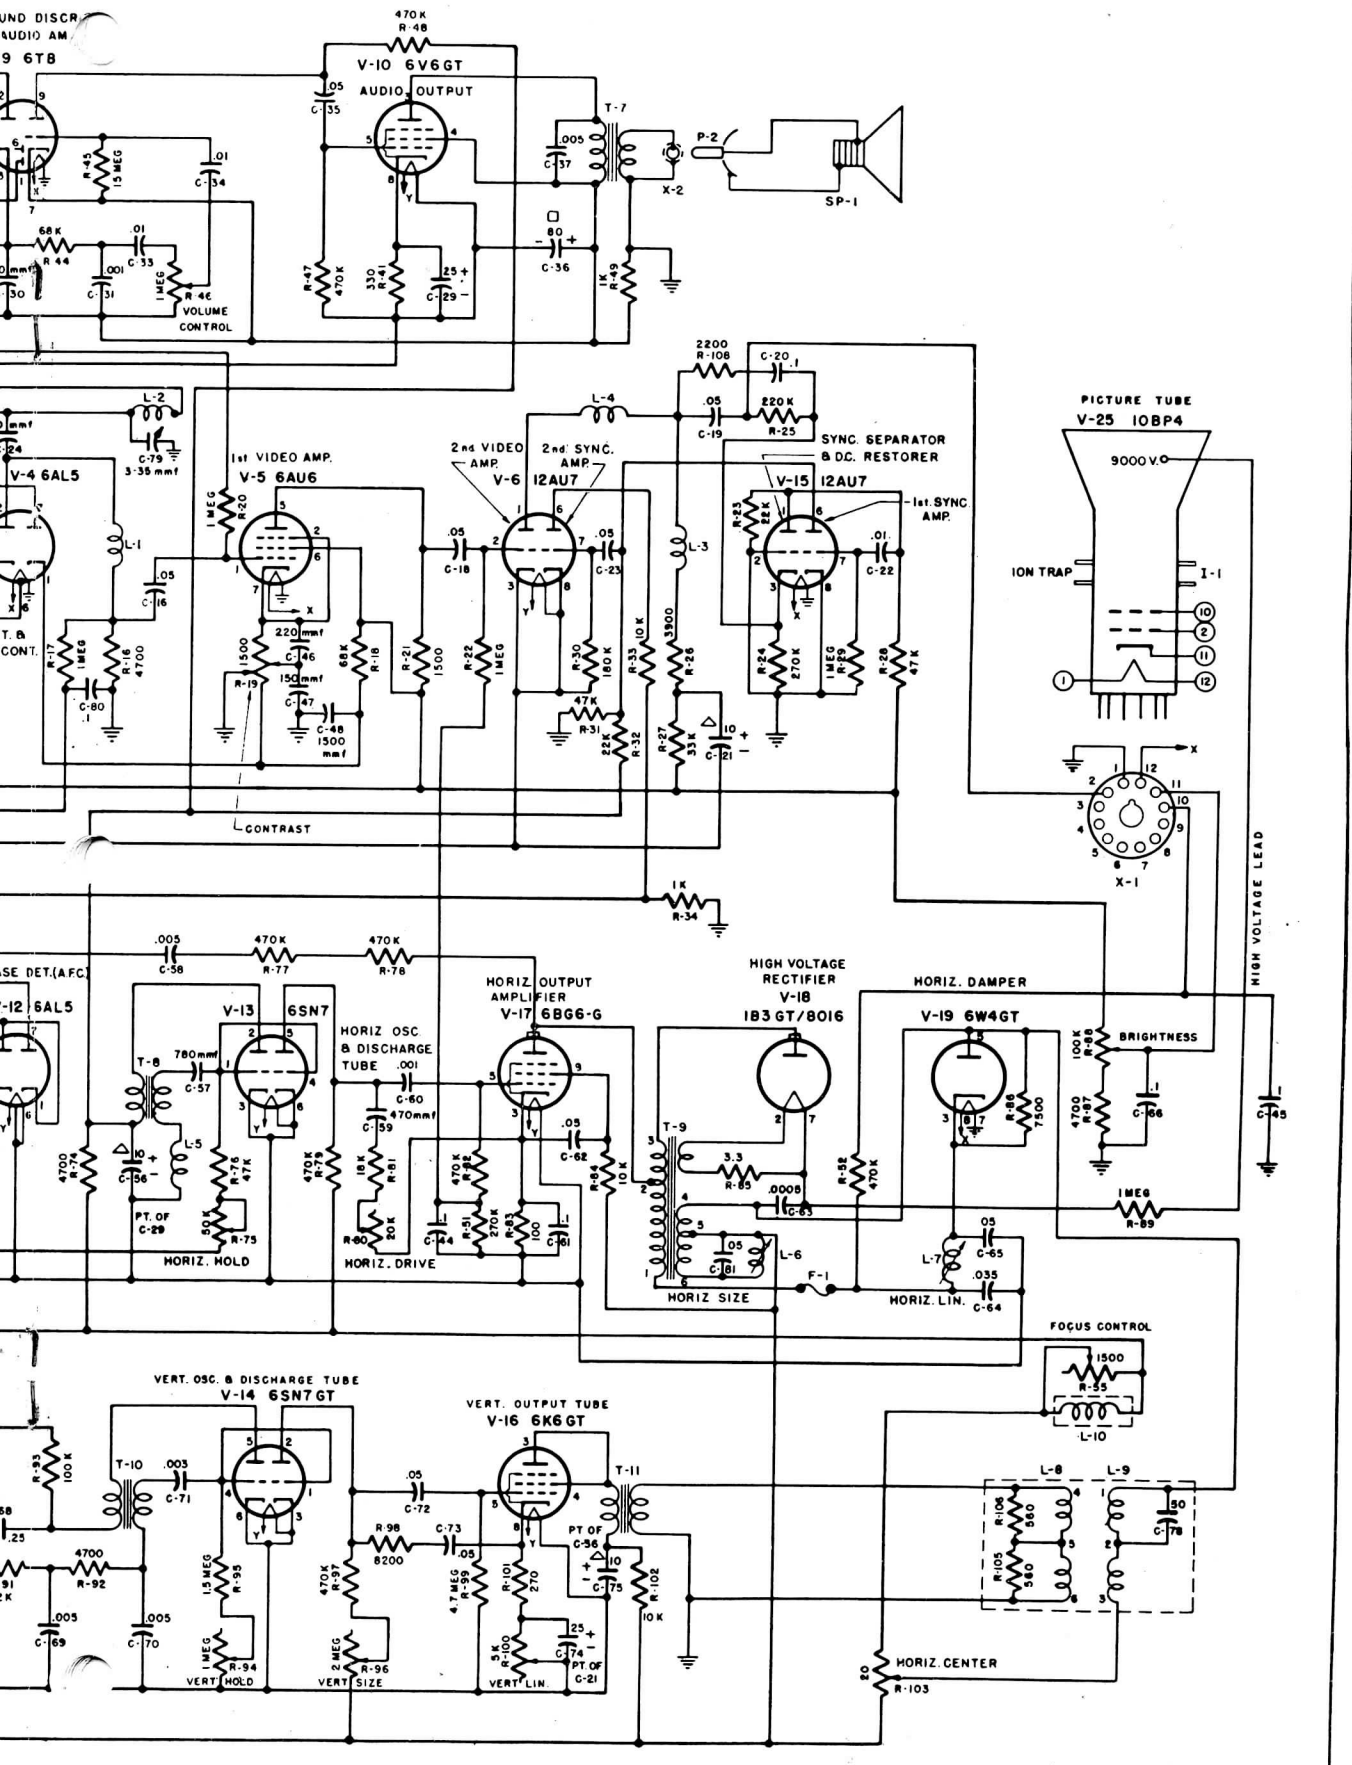 470K
R-48
UND DISCR
AUDIO AM
9 6T8
V-10 6V6GT
AUDIO OUTPUT
.05
C-35
T-7
P-2
.005
C-37
X-2
SP-1
R-45
15 MEG
.01
C-34
68K
R 44
.01
C-33
.001
C-31
C-30
1 MEG
R-46
VOLUME
CONTROL
R-47
470K
330
R-41
25 +
C-29 -
80
- +
C-36
1K
R-49
2200
R-108
C-20 .1
L-2
C-24
C-79
3-35 mmf
L-4
.05
C-19
220K
R-25
PICTURE TUBE
V-25 10BP4
9000 V.
V-4 6AL5
1st VIDEO AMP.
V-5 6AU6
2nd VIDEO
AMP.
2nd. SYNC.
AMP.
V-6 12AU7
SYNC. SEPARATOR
& D.C. RESTORER
V-15 12AU7
1st. SYNC
AMP.
1 MEG
R-20
L-1
.05
C-16
.05
C-18
.05
C-23
L-3
R-23
22K
.01
C-22
ION TRAP
I-1
T. &
CONT.
R-17
1MEG
R-16
4700
C-80
.1
1500
R-19
220 mmf
C-46
150 mmf
C-47
C-48
1500
mmf
68K
R-18
R-21
1500
R-22
1MEG
R-30
180K
R-33
10K
3900
R-26
R-24
270K
1MEG
R-29
R-28
47K
47K
R-31
22K
R-32
R-27
33K
10 +
C-21 -
CONTRAST
X-1
HIGH VOLTAGE LEAD
1K
R-34
.005
C-58
470K
R-77
470K
R-78
ASE DET.(A.F.C.)
V-12 6AL5
V-13 6SN7
HORIZ OSC.
& DISCHARGE
TUBE
HORIZ OUTPUT
AMPLIFIER
V-17 6BG6-G
HIGH VOLTAGE
RECTIFIER
V-18
1B3 GT/8016
HORIZ. DAMPER
V-19 6W4GT
T-8
780mmf
C-57
.001
C-60
470mmf
C-59
100K
R-88
BRIGHTNESS
R-86
7500
4700
R-87
.1
C-66
.1
C-45
4700
R-74
10 +
C-56 -
L-5
PT. OF
C-29
R-76
47K
50K
R-75
HORIZ. HOLD
470K
R-79
18K
R-81
R-80
20K
HORIZ. DRIVE
470K
R-82
.1
C-44
R-51
270K
R-83
100
.1
C-61
.05
C-62
R-84
10K
T-9
3.3
R-85
.0005
C-63
.05
C-81
L-6
HORIZ SIZE
F-1
R-52
470K
1MEG
R-89
L-7
.05
C-65
.035
C-64
HORIZ. LIN.
FOCUS CONTROL
1500
R-55
L-10
VERT. OSC. & DISCHARGE TUBE
V-14 6SN7GT
VERT. OUTPUT TUBE
V-16 6K6GT
R-93
100K
T-10
.003
C-71
.05
C-72
T-11
L-8
L-9
R-106
560
R-105
560
50
C-78
.25
4700
R-92
.005
C-69
.005
C-70
1.5 MEG
R-95
1 MEG
R-94
VERT HOLD
470K
R-97
R-98
8200
C-73
.05
2 MEG
R-96
VERT SIZE
4.7 MEG
R-99
R-101
270
5K
R-100
25 +
C-74 -
PT. OF
C-21
VERT LIN.
PT OF
C-36
10
C-75
R-102
10K
20
R-103
HORIZ. CENTER